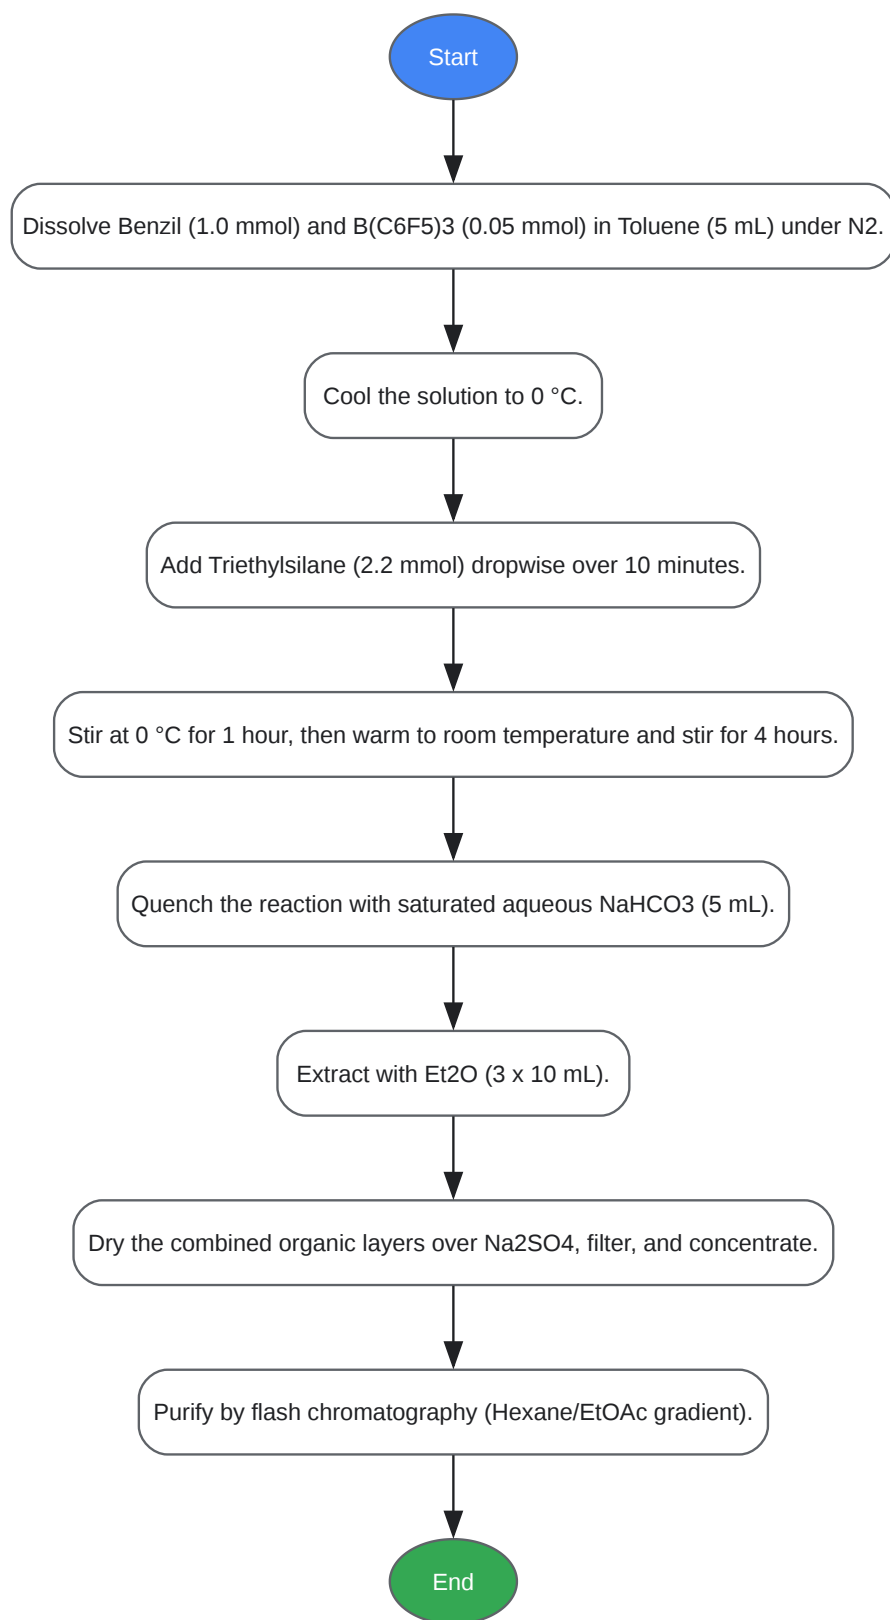 Start
Dissolve Benzil (1.0 mmol) and B(C6F5)3 (0.05 mmol) in Toluene (5 mL) under N2.
Cool the solution to 0 °C.
Add Triethylsilane (2.2 mmol) dropwise over 10 minutes.
Stir at 0 °C for 1 hour, then warm to room temperature and stir for 4 hours.
Quench the reaction with saturated aqueous NaHCO3 (5 mL).
Extract with Et2O (3 x 10 mL).
Dry the combined organic layers over Na2SO4, filter, and concentrate.
Purify by flash chromatography (Hexane/EtOAc gradient).
End